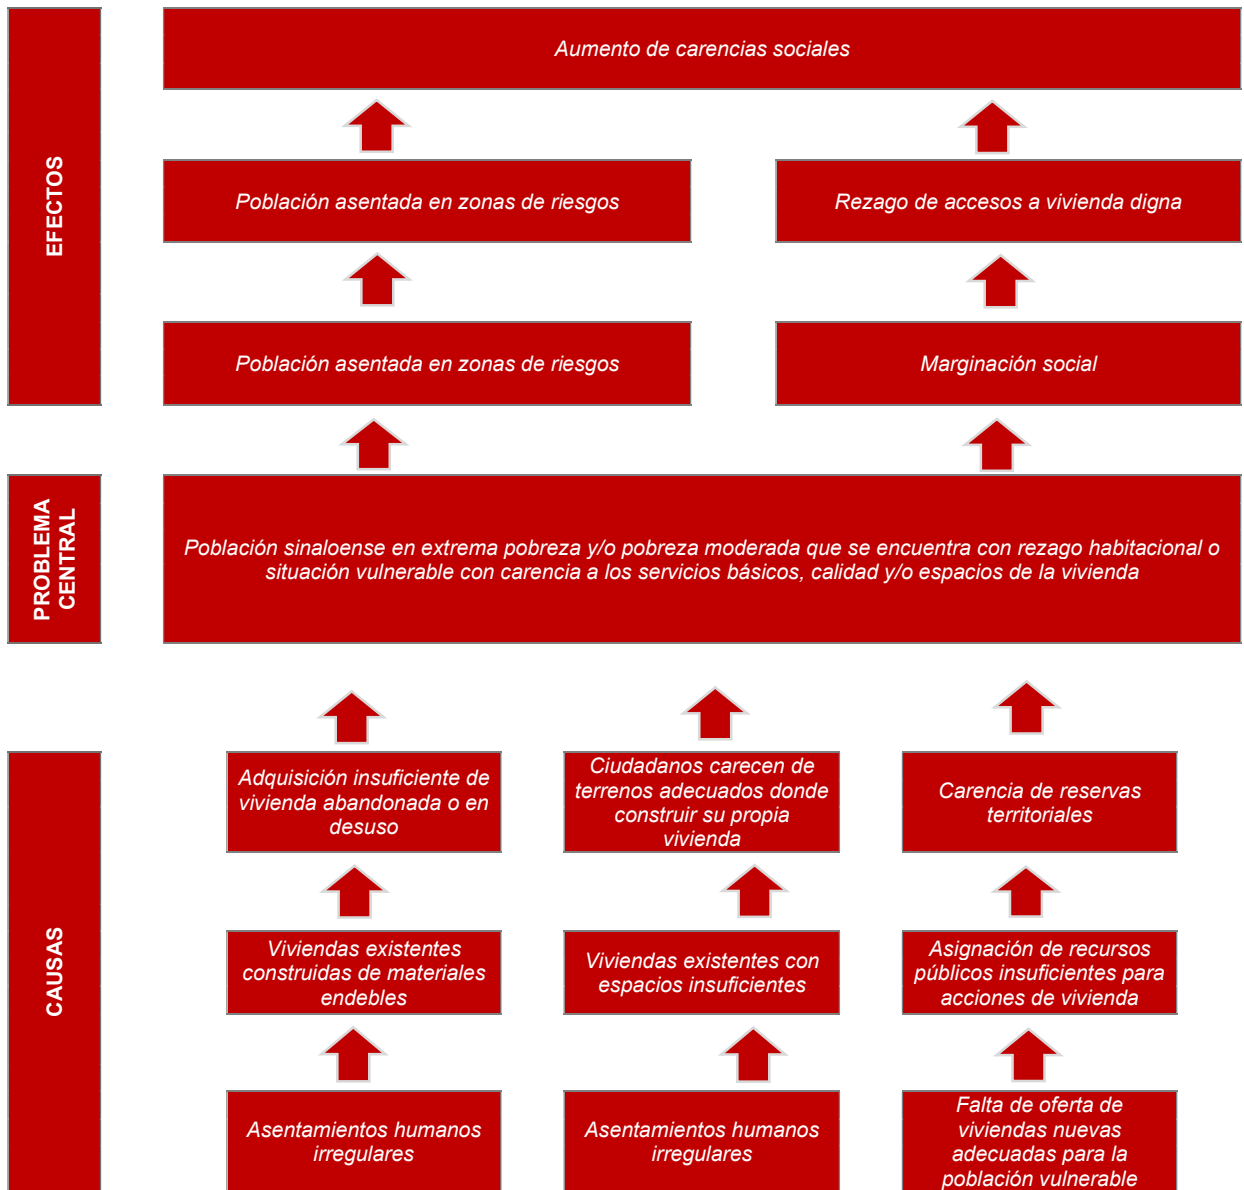 EFECTOS
Aumento de carencias sociales
Población asentada en zonas de riesgos
Rezago de accesos a vivienda digna
Población asentada en zonas de riesgos
Marginación social
PROBLEMA
CENTRAL
Población sinaloense en extrema pobreza y/o pobreza moderada que se encuentra con rezago habitacional o
situación vulnerable con carencia a los servicios básicos, calidad y/o espacios de la vivienda
CAUSAS
Adquisición insuficiente de
vivienda abandonada o en
desuso
Ciudadanos carecen de
terrenos adecuados donde
construir su propia
vivienda
Carencia de reservas
territoriales
Viviendas existentes
construidas de materiales
endebles
Viviendas existentes con
espacios insuficientes
Asignación de recursos
públicos insuficientes para
acciones de vivienda
Asentamientos humanos
irregulares
Asentamientos humanos
irregulares
Falta de oferta de
viviendas nuevas
adecuadas para la
población vulnerable